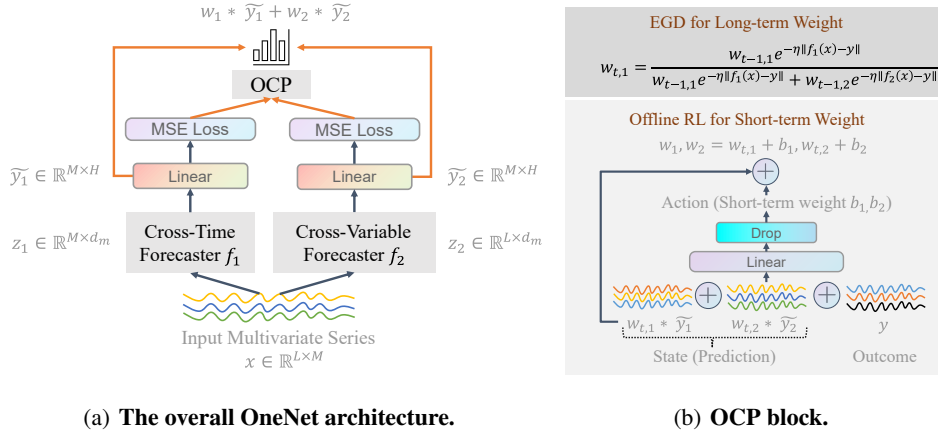 w₁ * ỹ₁ + w₂ * ỹ₂
OCP
MSE Loss
MSE Loss
ỹ₁ ∈ ℝ^{M×H}
Linear
Linear
ỹ₂ ∈ ℝ^{M×H}
z₁ ∈ ℝ^{M×d_m}
Cross-Time
Forecaster f₁
Cross-Variable
Forecaster f₂
z₂ ∈ ℝ^{L×d_m}
Input Multivariate Series
x ∈ ℝ^{L×M}
(a) The overall OneNet architecture.
EGD for Long-term Weight
w_{t,1} = \frac{w_{t-1,1}e^{-η‖f₁(x)-y‖}}{w_{t-1,1}e^{-η‖f₁(x)-y‖} + w_{t-1,2}e^{-η‖f₂(x)-y‖}}
Offline RL for Short-term Weight
w₁, w₂ = w_{t,1} + b₁, w_{t,2} + b₂
+
Action (Short-term weight b₁, b₂)
Drop
Linear
+ +
w_{t,1} * ỹ₁ w_{t,2} * ỹ₂ y
State (Prediction) Outcome
(b) OCP block.